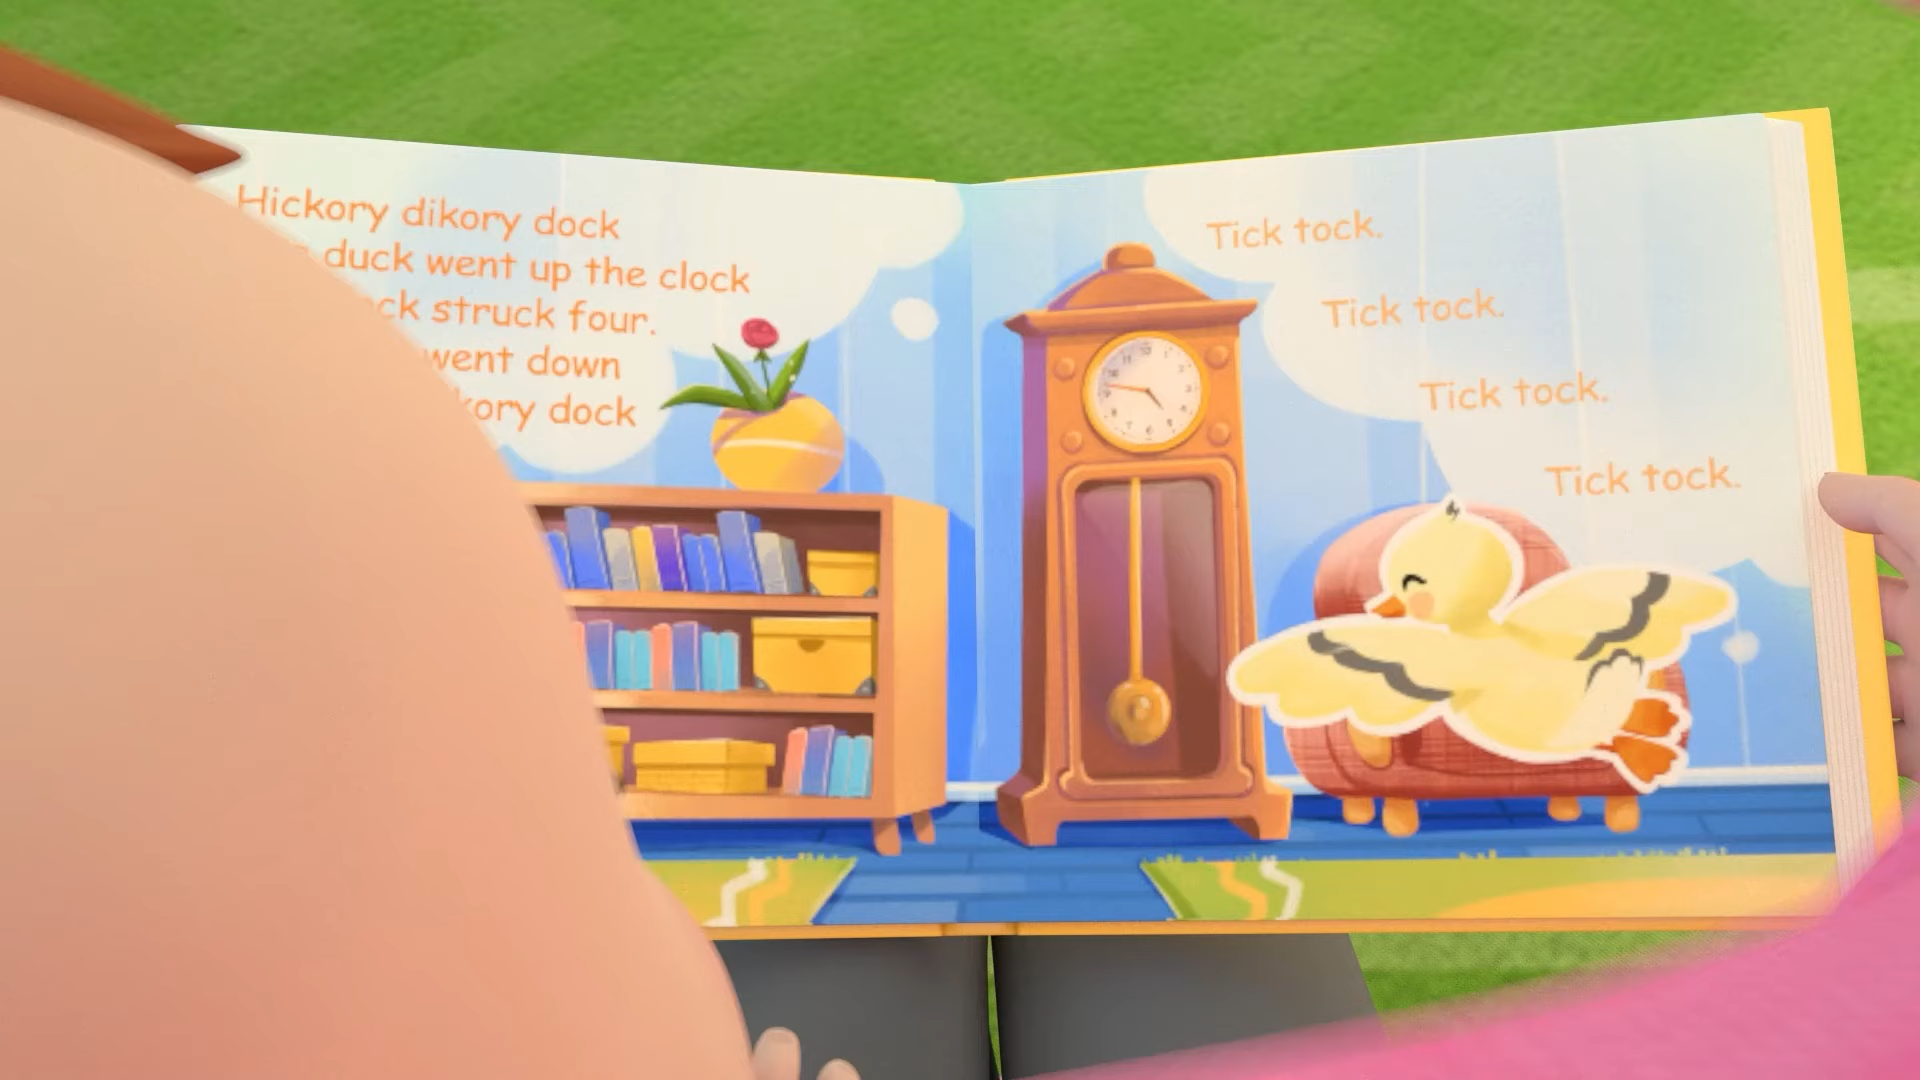 Hickory dikory dock
duck went up the clock
struck four.
went down
dock
Tick tock.
Tick tock.
Tick tock.
Tick tock.